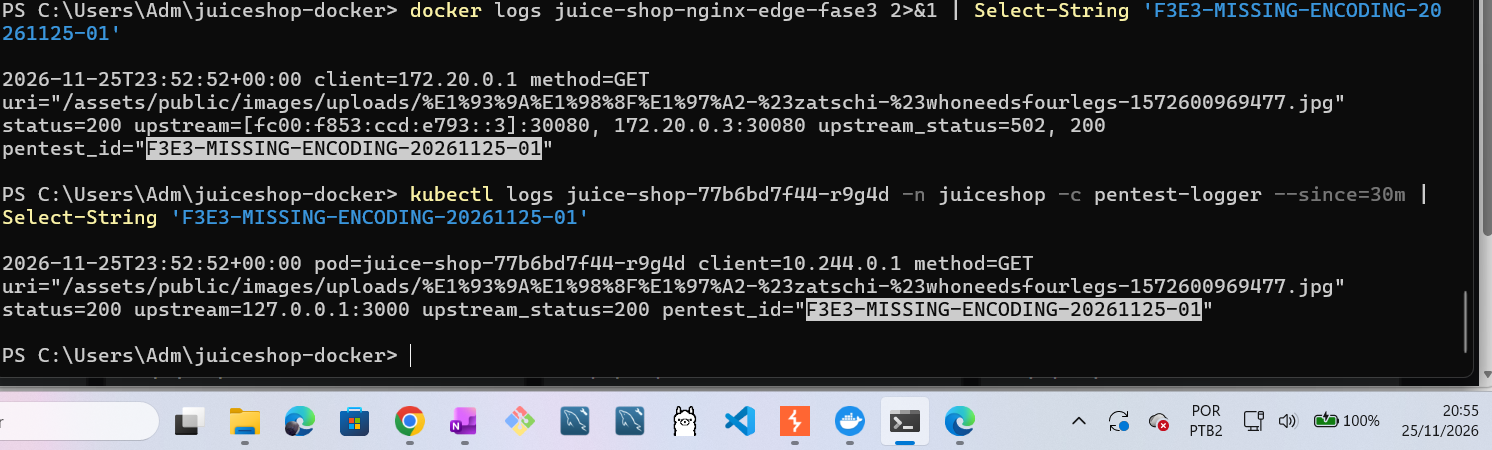 PS C:\Users\Adm\juiceshop-docker> docker logs juice-shop-nginx-edge-fase3 2>&1 | Select-String 'F3E3-MISSING-ENCODING-20
261125-01'
2026-11-25T23:52:52+00:00 client=172.20.0.1 method=GET
uri="/assets/public/images/uploads/%E1%93%9A%E1%98%8F%E1%97%A2-%23zatschi-%23whoneedsfourlegs-1572600969477.jpg"
status=200 upstream=[fc00:f853:ccd:e793::3]:30080, 172.20.0.3:30080 upstream_status=502, 200
pentest_id="F3E3-MISSING-ENCODING-20261125-01"
PS C:\Users\Adm\juiceshop-docker> kubectl logs juice-shop-77b6bd7f44-r9g4d -n juiceshop -c pentest-logger --since=30m |
Select-String 'F3E3-MISSING-ENCODING-20261125-01'
2026-11-25T23:52:52+00:00 pod=juice-shop-77b6bd7f44-r9g4d client=10.244.0.1 method=GET
uri="/assets/public/images/uploads/%E1%93%9A%E1%98%8F%E1%97%A2-%23zatschi-%23whoneedsfourlegs-1572600969477.jpg"
status=200 upstream=127.0.0.1:3000 upstream_status=200 pentest_id="F3E3-MISSING-ENCODING-20261125-01"
PS C:\Users\Adm\juiceshop-docker>
POR
PTB2
100%
20:55
25/11/2026